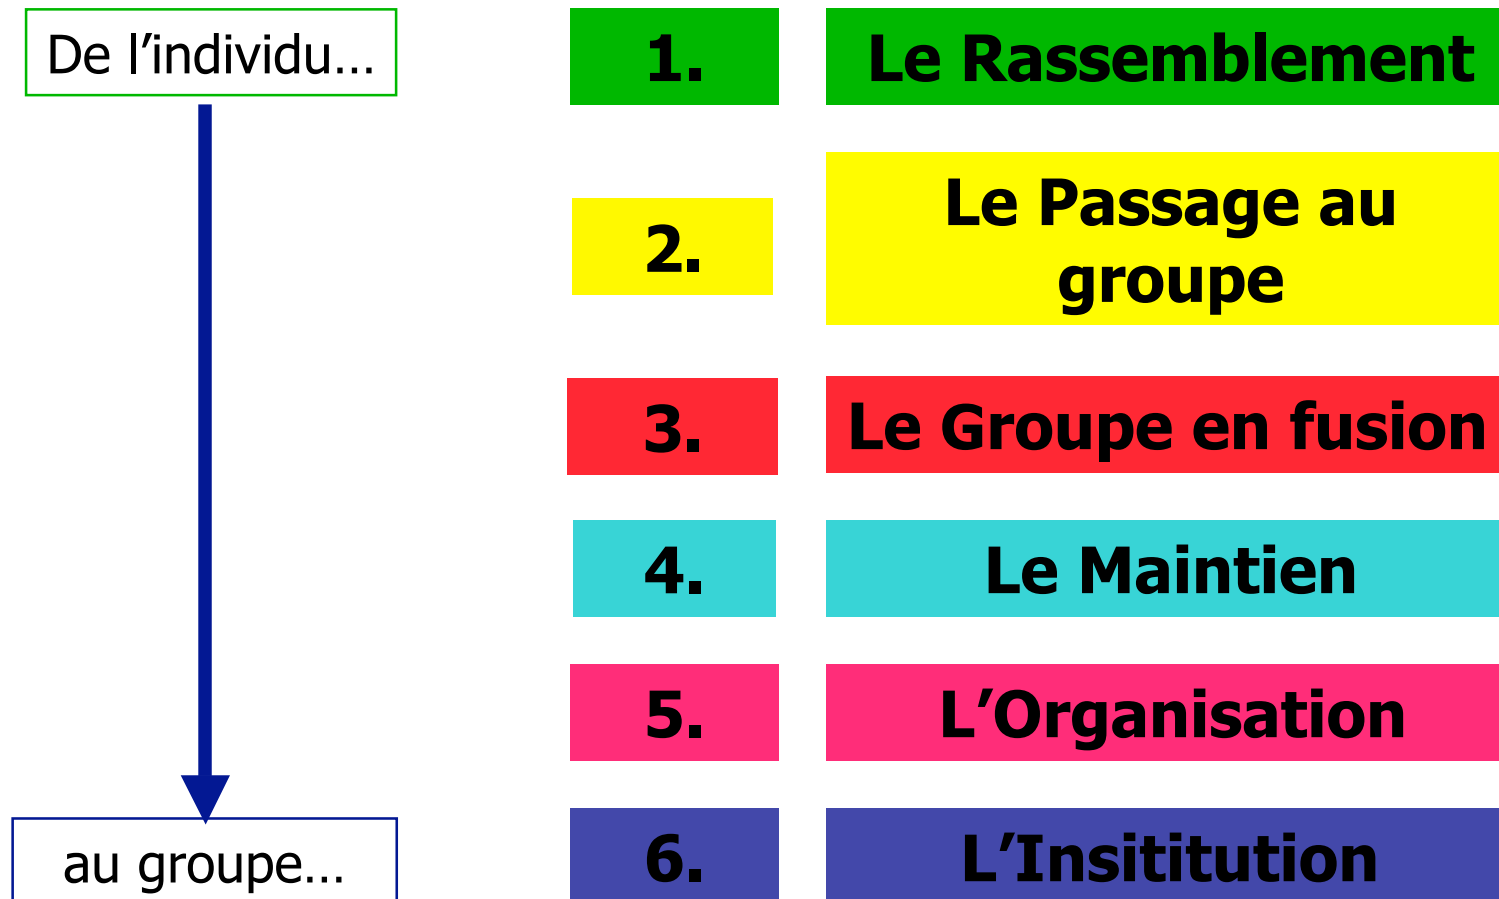 De l’individu…
1. Le Rassemblement
2. Le Passage au
groupe
3. Le Groupe en fusion
4. Le Maintien
5. L’Organisation
au groupe…
6. L’Insititution